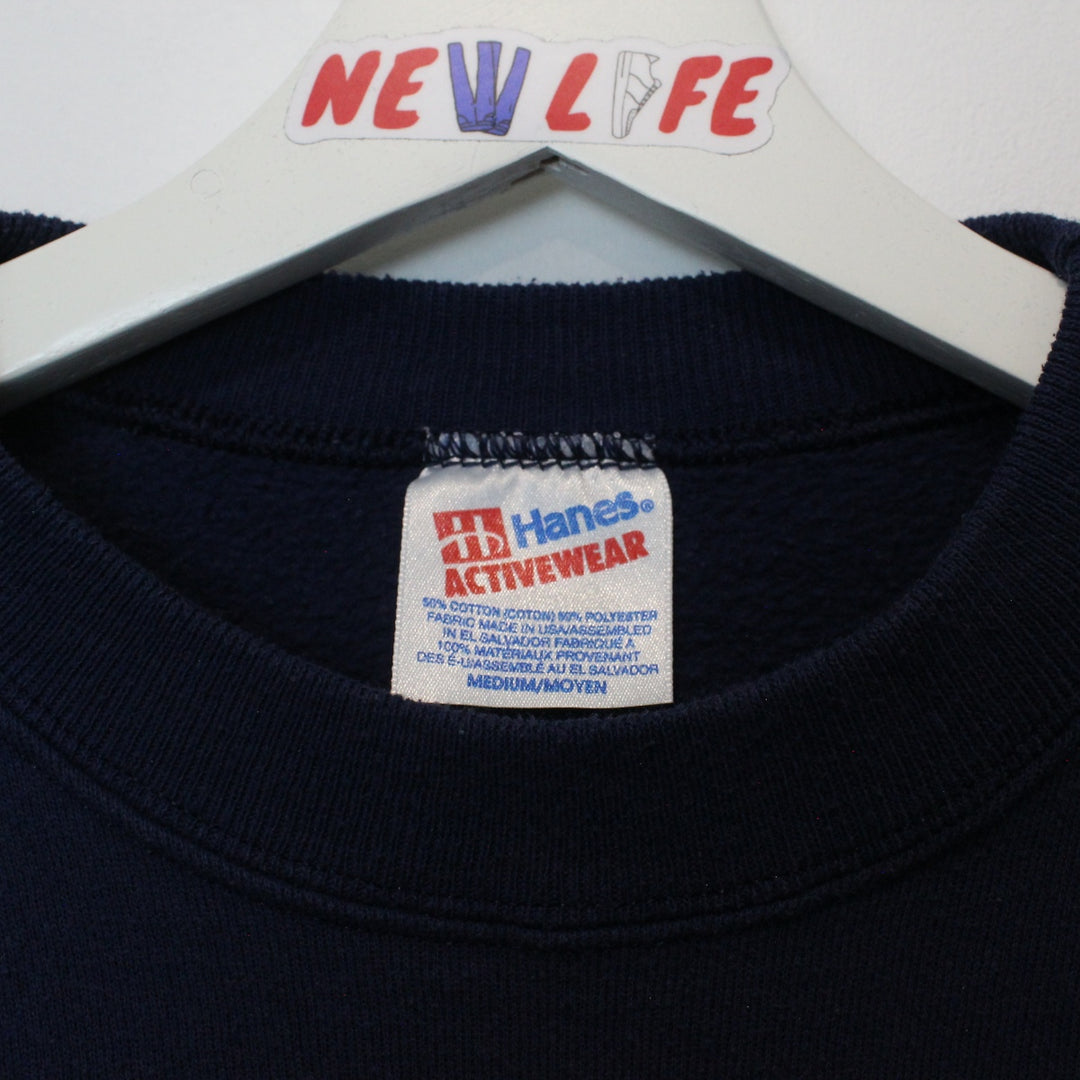 NEW LIFE
Hanes®
ACTIVEWEAR
50% COTTON (COTON) 50% POLYESTER
FABRIC MADE IN USA/ASSEMBLED
IN EL SALVADOR FABRIQUÉ À
100% MATERIAUX PROVENANT
DES É-U/ASSEMBLÉ AU EL SALVADOR
MEDIUM/MOYEN